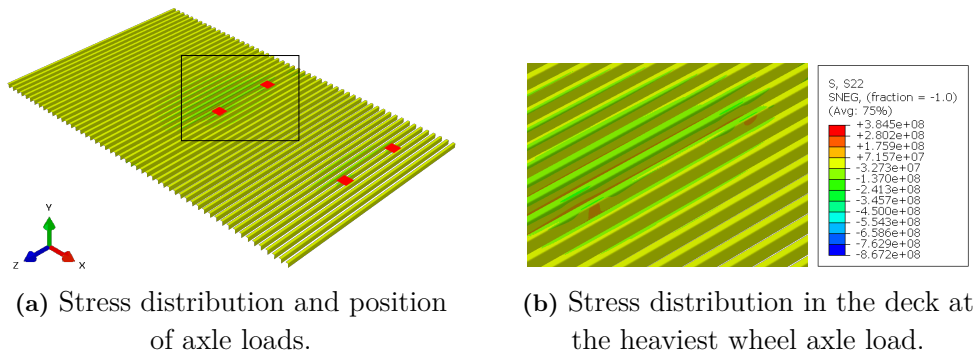 Y
Z
X
S, S22
SNEG, (fraction = -1.0)
(Avg: 75%)
+3.845e+08
+2.802e+08
+1.759e+08
+7.157e+07
-3.273e+07
-1.370e+08
-2.413e+08
-3.457e+08
-4.500e+08
-5.543e+08
-6.586e+08
-7.629e+08
-8.672e+08
(a) Stress distribution and position
of axle loads.
(b) Stress distribution in the deck at
the heaviest wheel axle load.